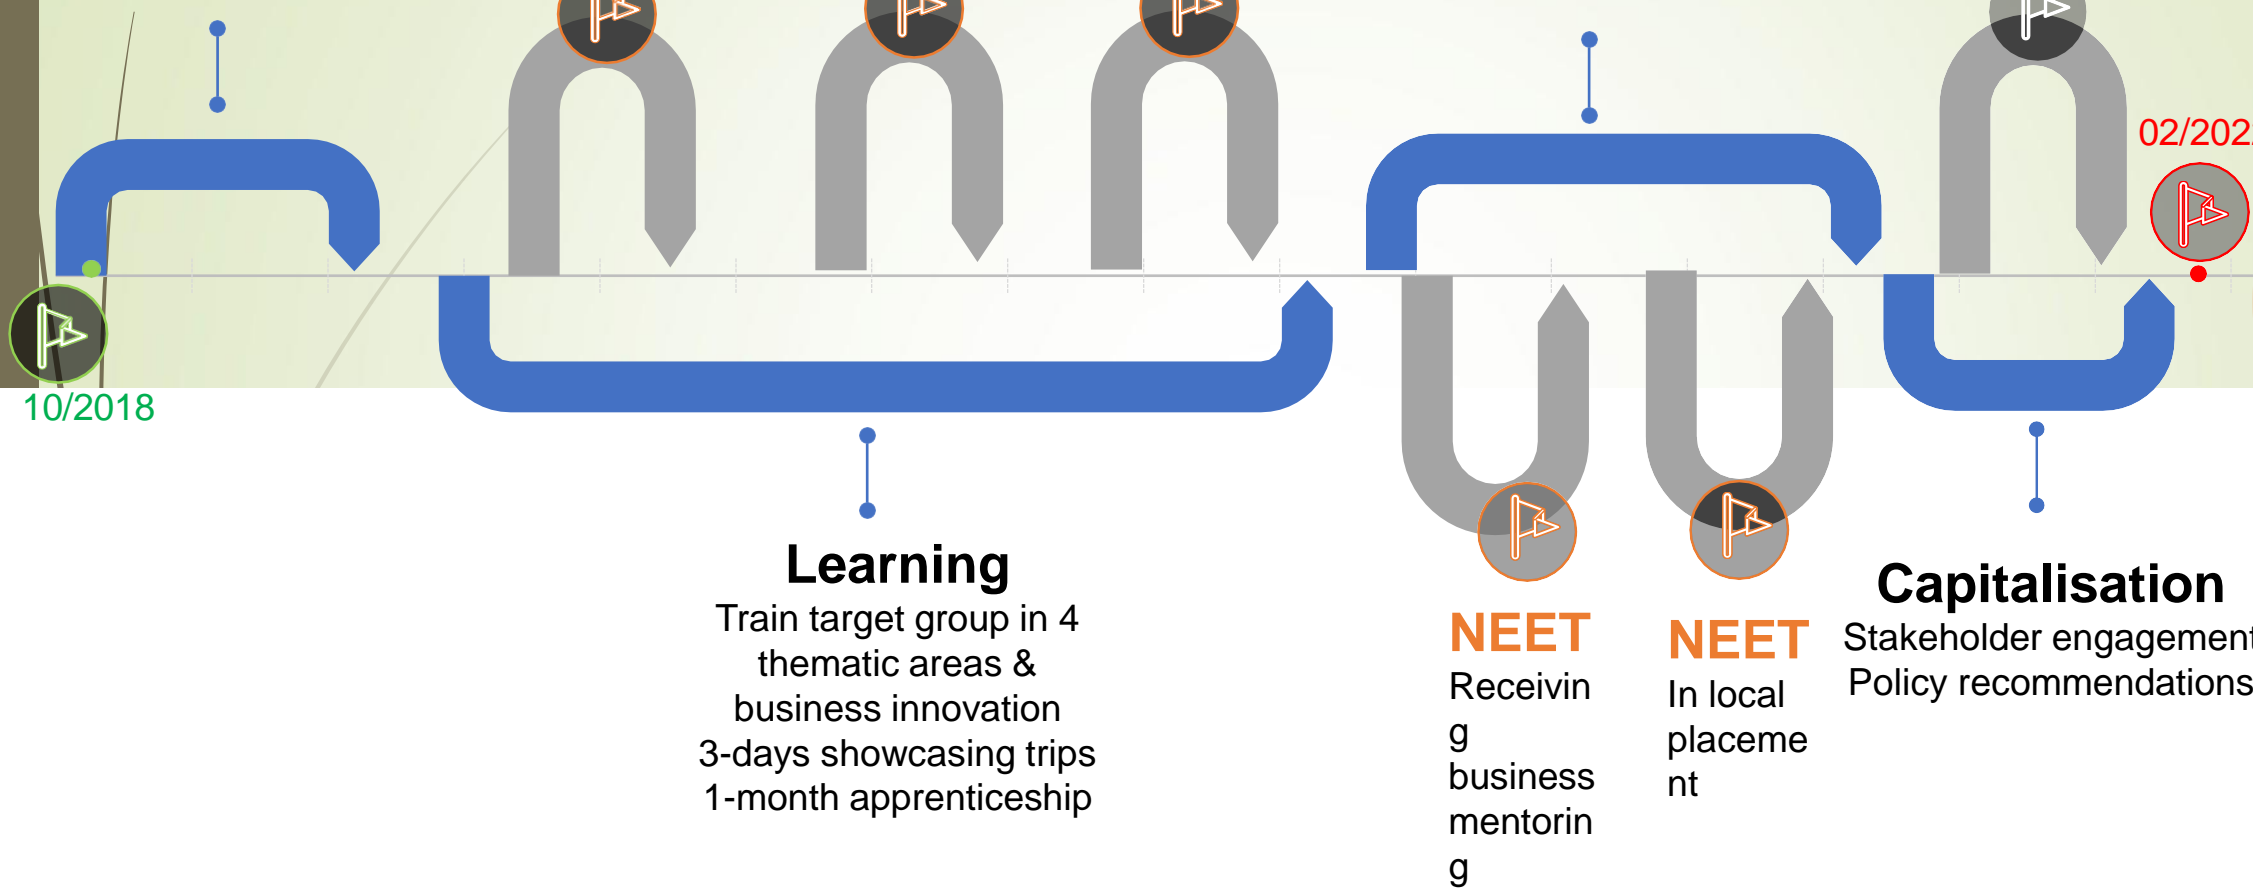 02/202
10/2018
Learning
Train target group in 4
thematic areas &
business innovation
3-days showcasing trips
1-month apprenticeship
NEET
Receivin
g
business
mentorin
g
NEET
In local
placeme
nt
Capitalisation
Stakeholder engagement
Policy recommendations